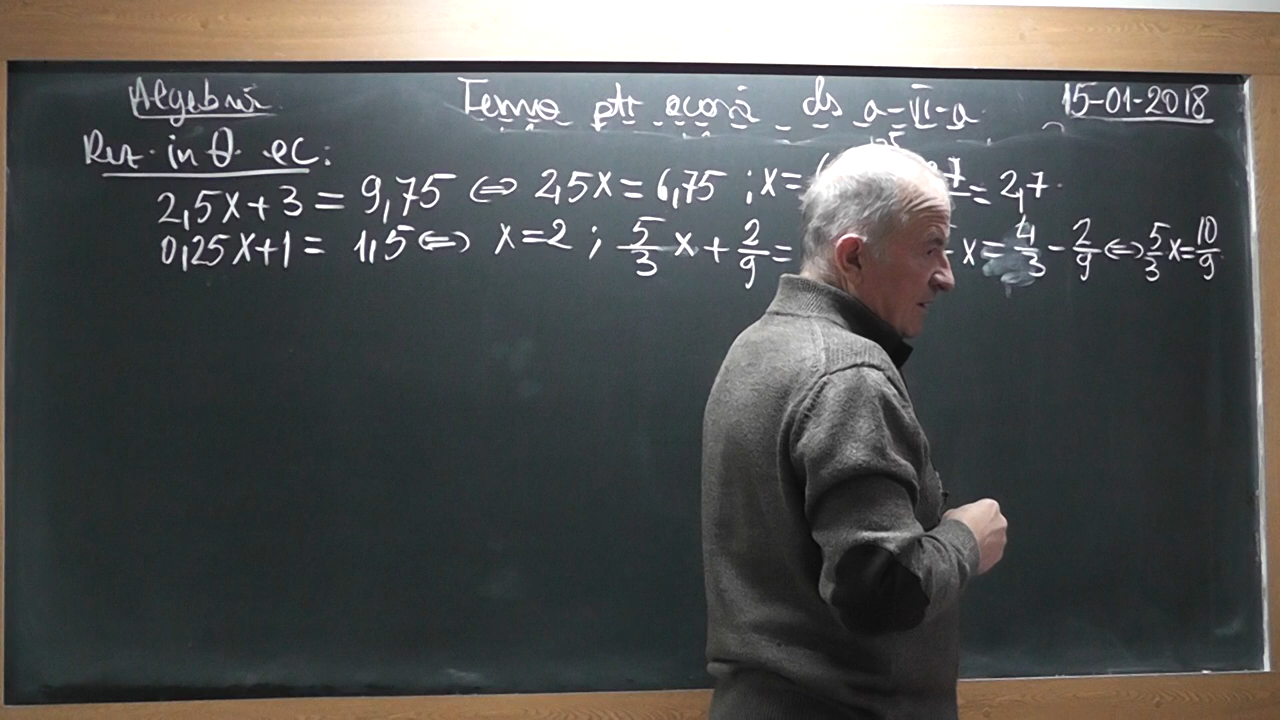 Algebră Teme ptr acasă cls a-VI-a 15-01-2018
Rez. in Q ec:
2,5x+3 = 9,75 ⇔ 2,5x = 6,75 ; x = = 2,7.
0,25x+1 = 1,5 ⇔ x=2 ; 5/3 x + 2/9 = x = 4/3 - 2/9 ⇔ 5/3 x = 10/9